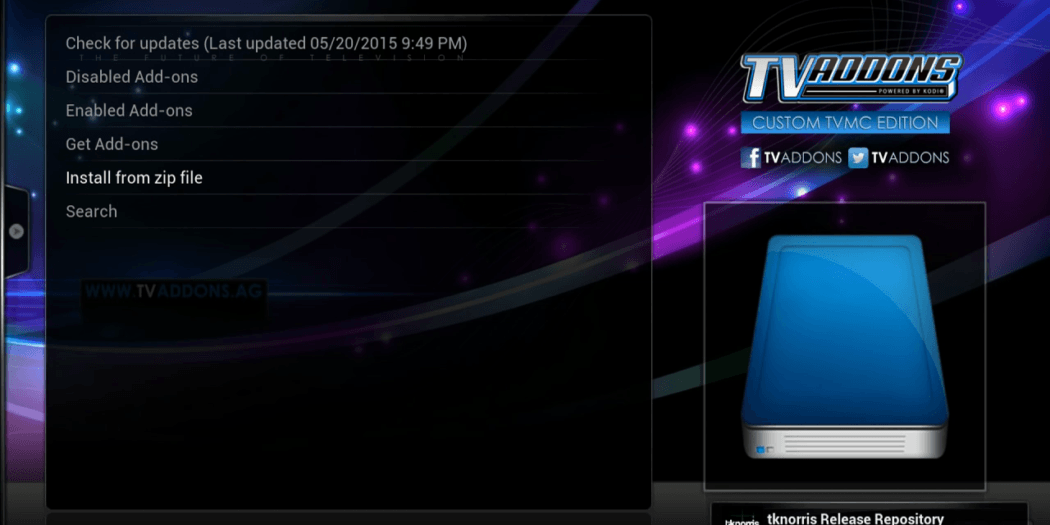 Check for updates (Last updated 05/20/2015 9:49 PM)
THE FUTURE OF TELEVISION
Disabled Add-ons
Enabled Add-ons
Get Add-ons
Install from zip file
Search
WWW.TVADDONS.AG
TVADDONS
POWERED BY KODI
CUSTOM TVMC EDITION
f TVADDONS TVADDONS
tknorris tknorris Release Repository